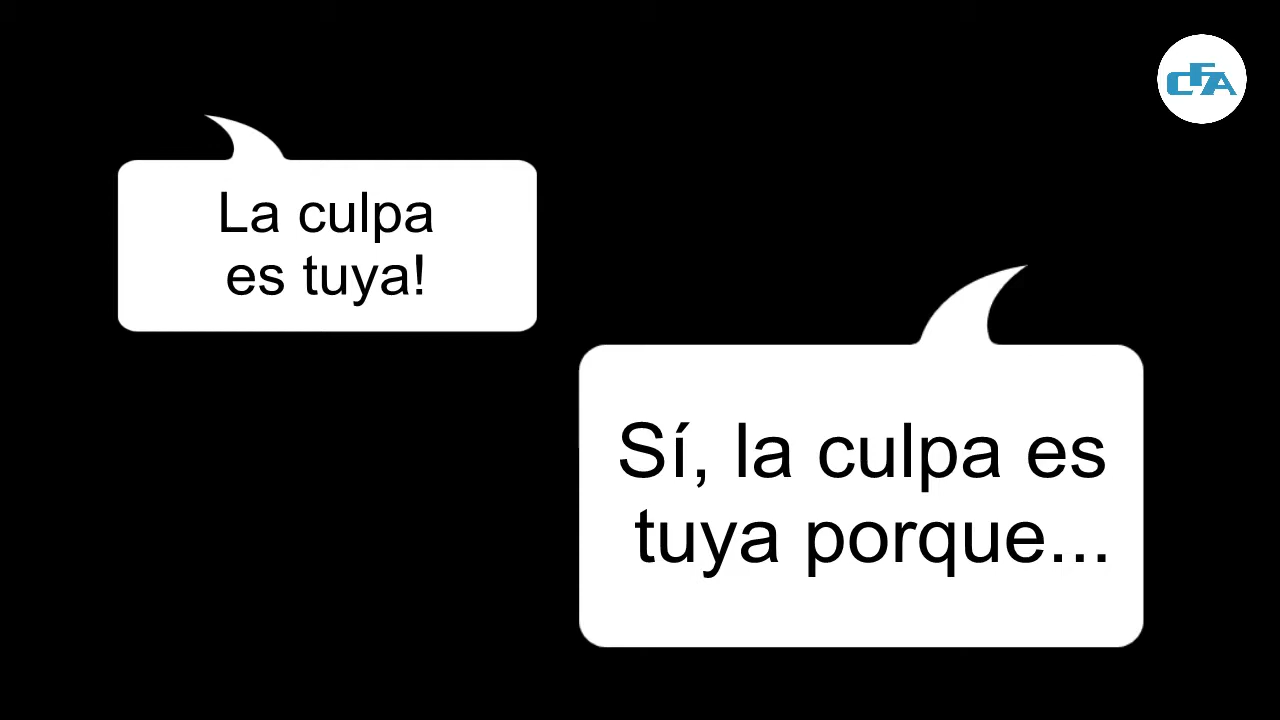 CFA
La culpa
es tuya!
Sí, la culpa es
tuya porque...